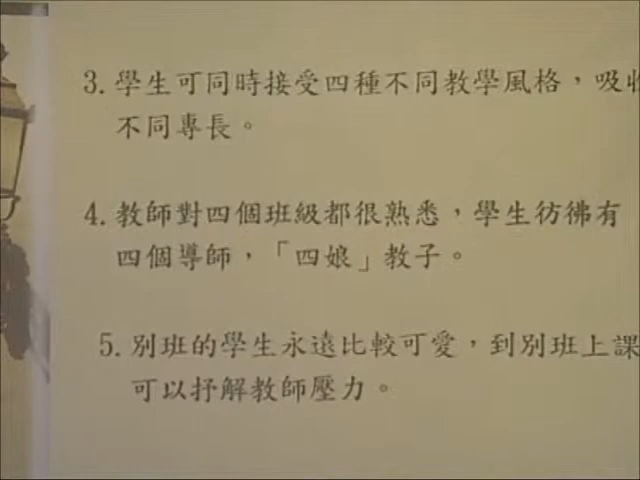 3. 學生可同時接受四種不同教學風格，吸收
不同專長。
4. 教師對四個班級都很熟悉，學生彷彿有
四個導師，「四娘」教子。
5. 別班的學生永遠比較可愛，到別班上課
可以抒解教師壓力。